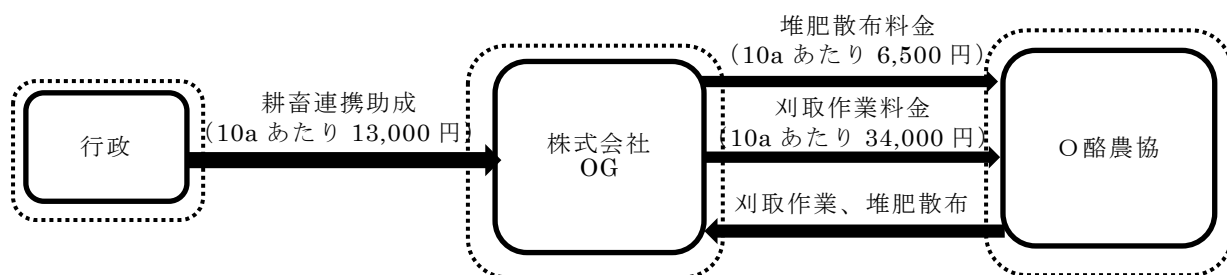 行政
耕畜連携助成
（10a あたり 13,000 円）
株式会社
OG
堆肥散布料金
（10a あたり 6,500 円）
刈取作業料金
（10a あたり 34,000 円）
刈取作業、堆肥散布
O酪農協